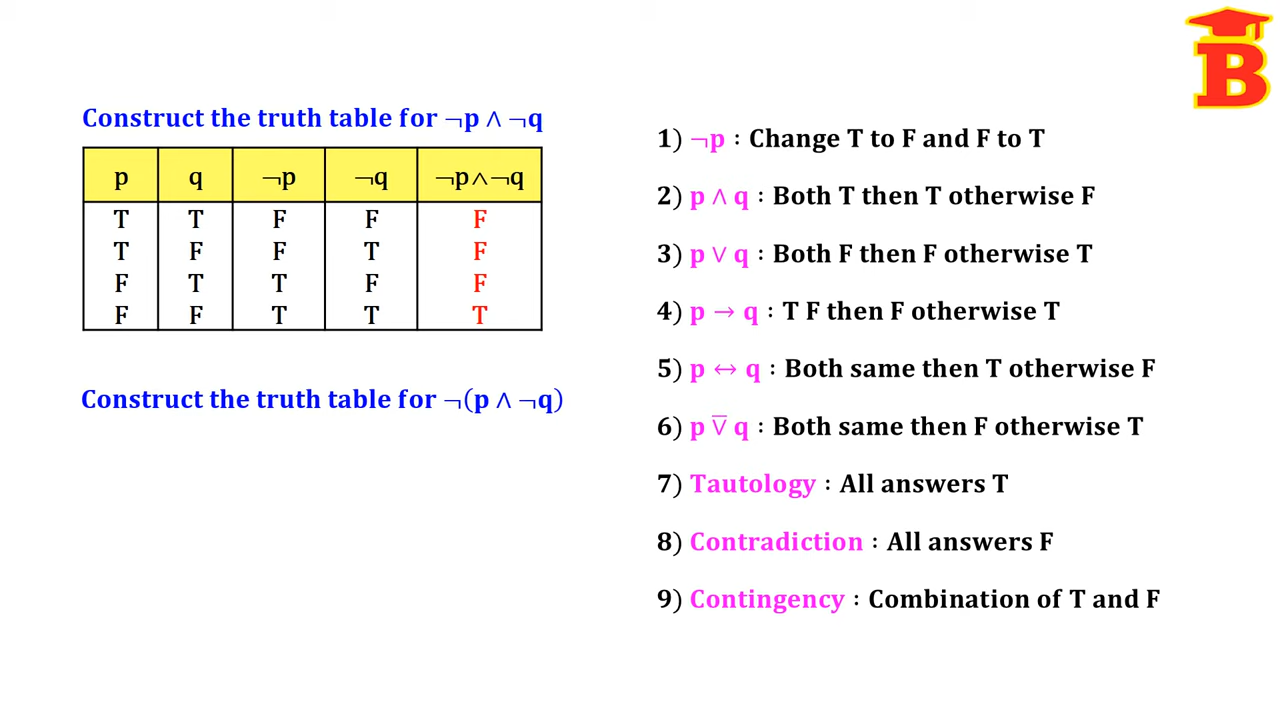 B
Construct the truth table for ¬p ∧ ¬q
p q ¬p ¬q ¬p∧¬q
T T F F F
T F F T F
F T T F F
F F T T T
Construct the truth table for ¬(p ∧ ¬q)
1) ¬p : Change T to F and F to T
2) p ∧ q : Both T then T otherwise F
3) p ∨ q : Both F then F otherwise T
4) p → q : T F then F otherwise T
5) p ↔ q : Both same then T otherwise F
6) p ⊽ q : Both same then F otherwise T
7) Tautology : All answers T
8) Contradiction : All answers F
9) Contingency : Combination of T and F